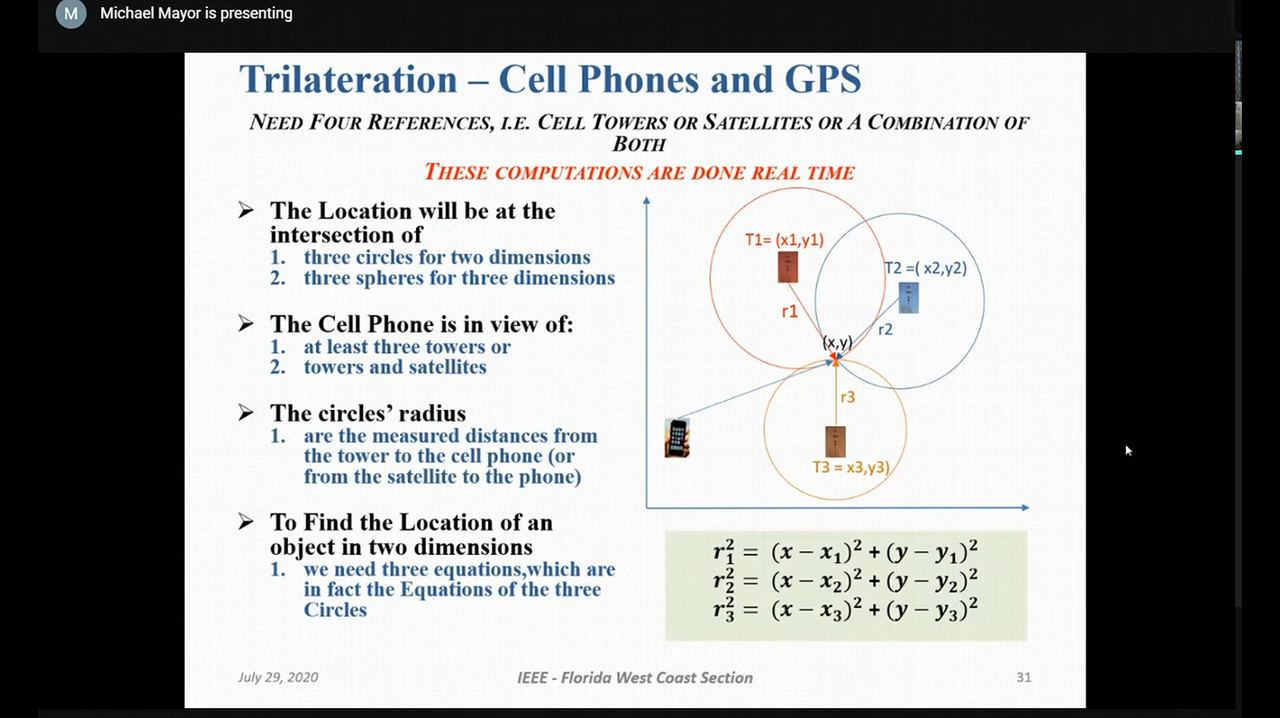 M Michael Mayor is presenting
Trilateration – Cell Phones and GPS
NEED FOUR REFERENCES, I.E. CELL TOWERS OR SATELLITES OR A COMBINATION OF
BOTH
THESE COMPUTATIONS ARE DONE REAL TIME
➢ The Location will be at the
intersection of
1. three circles for two dimensions
2. three spheres for three dimensions
➢ The Cell Phone is in view of:
1. at least three towers or
2. towers and satellites
➢ The circles' radius
1. are the measured distances from
the tower to the cell phone (or
from the satellite to the phone)
➢ To Find the Location of an
object in two dimensions
1. we need three equations,which are
in fact the Equations of the three
Circles
T1= (x1,y1)
T2 =( x2,y2)
r1
r2
(x,y)
r3
T3 = x3,y3)
r₁² = (x − x₁)² + (y − y₁)²
r₂² = (x − x₂)² + (y − y₂)²
r₃² = (x − x₃)² + (y − y₃)²
July 29, 2020
IEEE - Florida West Coast Section
31